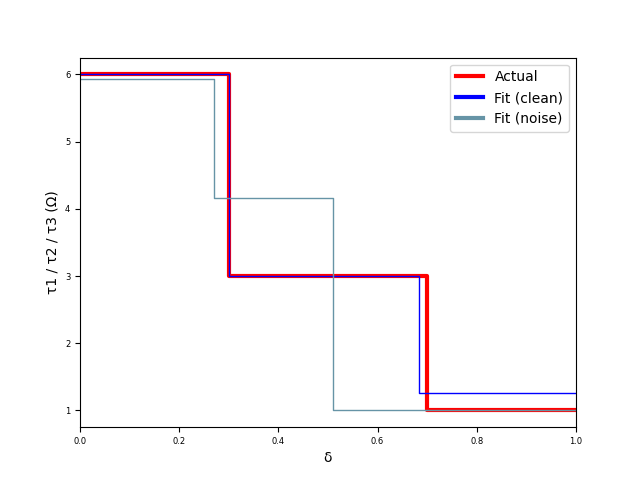 Actual
Fit (clean)
Fit (noise)
6
5
4
3
2
1
τ1 / τ2 / τ3 (Ω)
0.0 0.2 0.4 0.6 0.8 1.0
δ